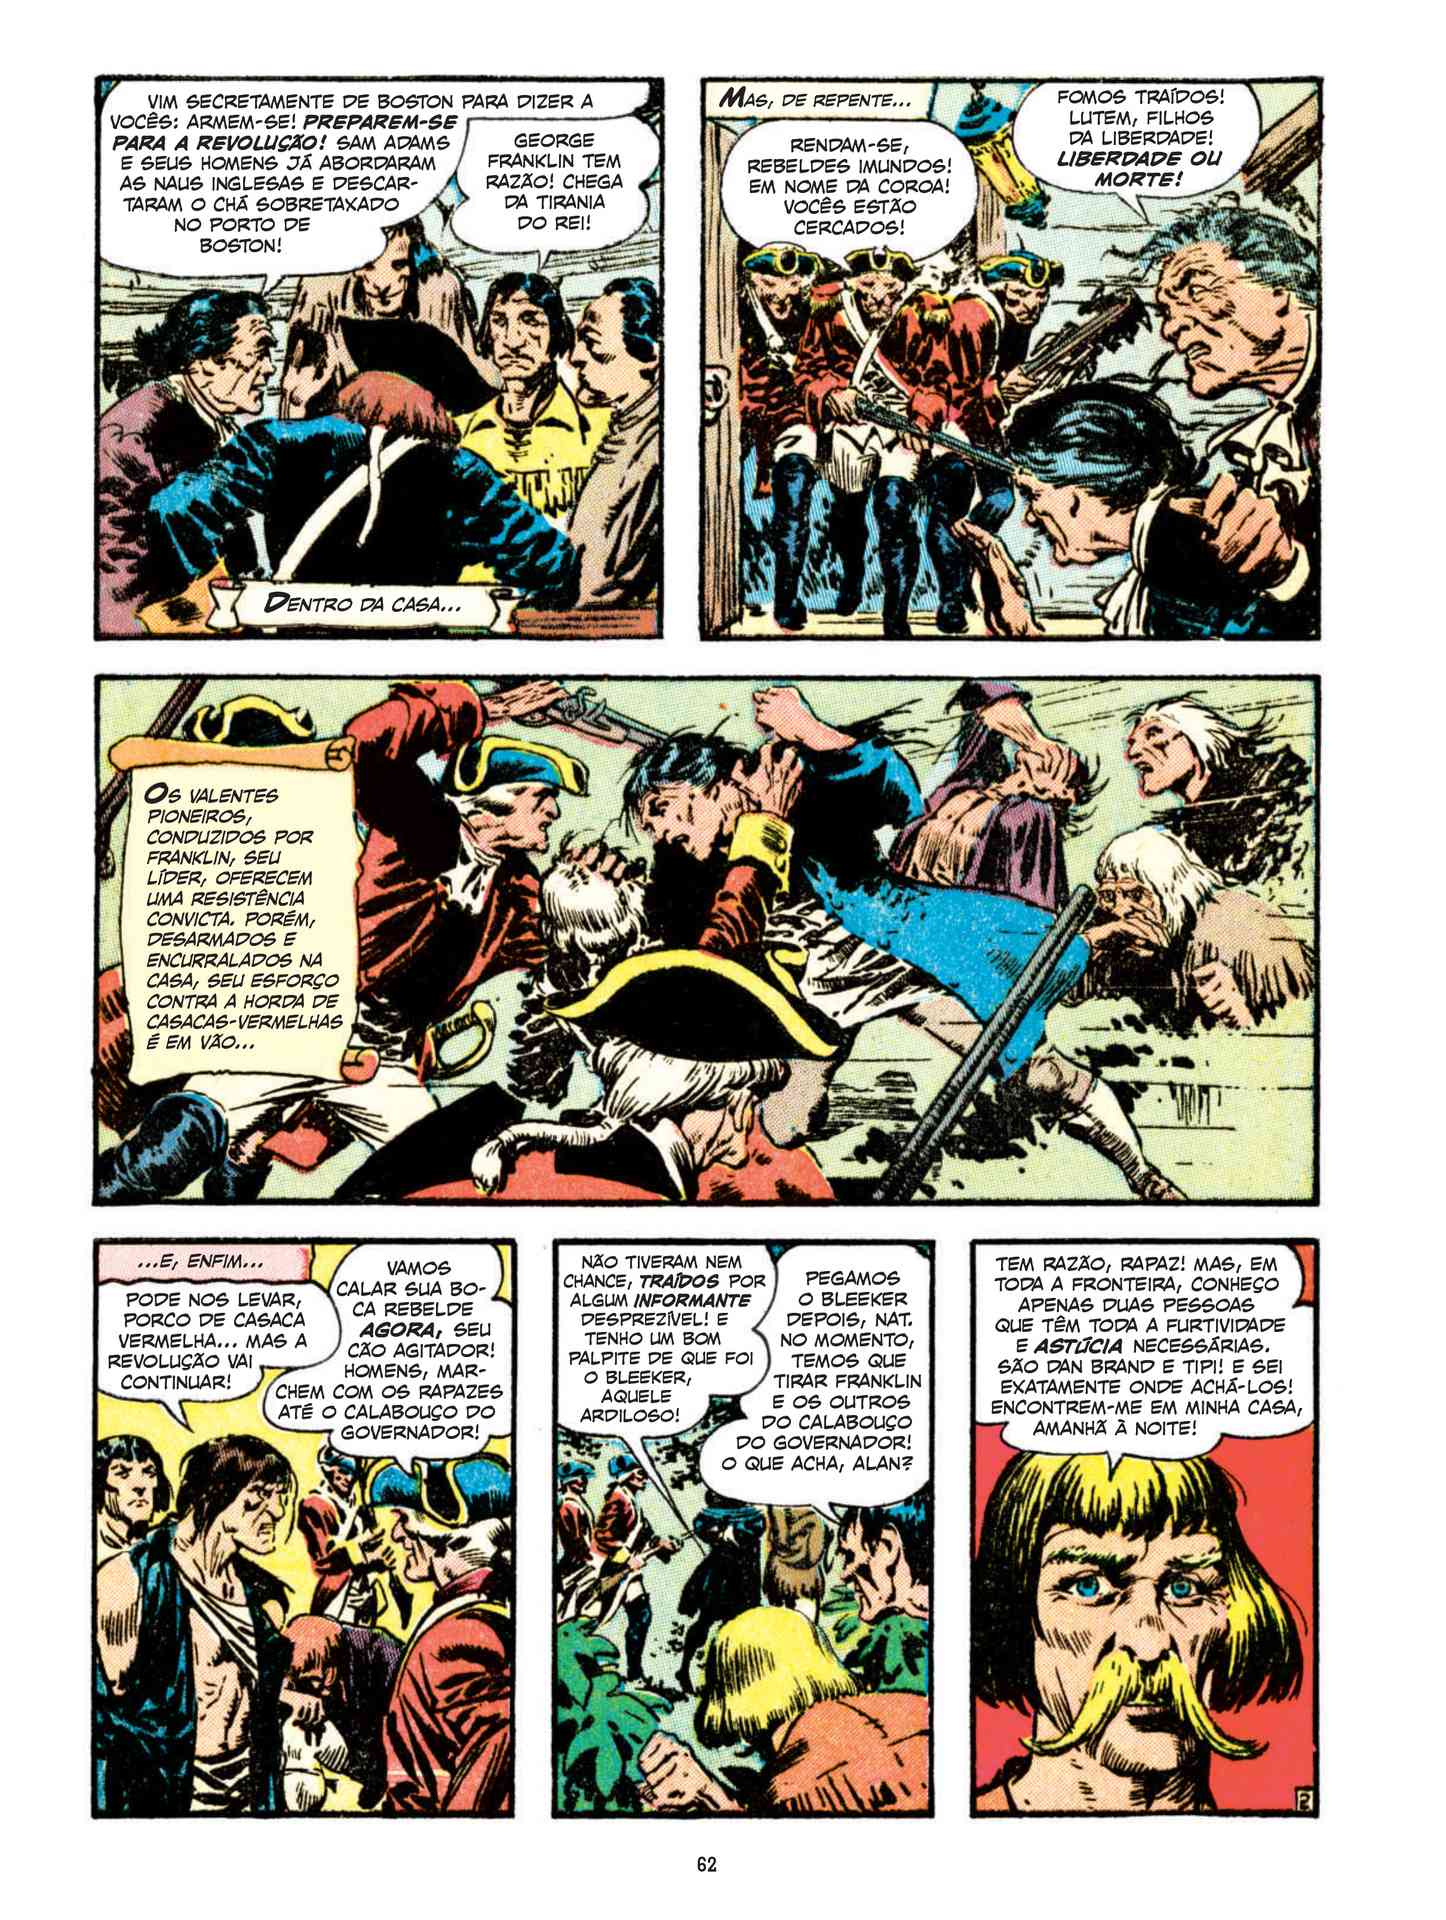 VIM SECRETAMENTE DE BOSTON PARA DIZER A
VOCÊS: ARMEM-SE! PREPAREM-SE
PARA A REVOLUÇÃO! SAM ADAMS
E SEUS HOMENS JÁ ABORDARAM
AS NAUS INGLESAS E DESCAR-
TARAM O CHÁ SOBRETAXADO
NO PORTO DE
BOSTON!
GEORGE
FRANKLIN TEM
RAZÃO! CHEGA
DA TIRANIA
DO REI!
DENTRO DA CASA...
MAS, DE REPENTE...
RENDAM-SE,
REBELDES IMUNDOS!
EM NOME DA COROA!
VOCÊS ESTÃO
CERCADOS!
FOMOS TRAÍDOS!
LUTEM, FILHOS
DA LIBERDADE!
LIBERDADE OU
MORTE!
OS VALENTES
PIONEIROS,
CONDUZIDOS POR
FRANKLIN, SEU
LÍDER, OFERECEM
UMA RESISTÊNCIA
CONVICTA. PORÉM,
DESARMADOS E
ENCURRALADOS NA
CASA, SEU ESFORÇO
CONTRA A HORDA DE
CASACAS-VERMELHAS
É EM VÃO...
...E, ENFIM...
PODE NOS LEVAR,
PORCO DE CASACA
VERMELHA... MAS A
REVOLUÇÃO VAI
CONTINUAR!
VAMOS
CALAR SUA BO-
CA REBELDE
AGORA, SEU
CÃO AGITADOR!
HOMENS, MAR-
CHEM COM OS RAPAZES
ATÉ O CALABOUÇO DO
GOVERNADOR!
NÃO TIVERAM NEM
CHANCE, TRAÍDOS POR
ALGUM INFORMANTE
DESPREZÍVEL! E
TENHO UM BOM
PALPITE DE QUE FOI
O BLEEKER,
AQUELE
ARDILOSO!
PEGAMOS
O BLEEKER
DEPOIS, NAT.
NO MOMENTO,
TEMOS QUE
TIRAR FRANKLIN
E OS OUTROS
DO CALABOUÇO
DO GOVERNADOR!
O QUE ACHA, ALAN?
TEM RAZÃO, RAPAZ! MAS, EM
TODA A FRONTEIRA, CONHEÇO
APENAS DUAS PESSOAS
QUE TÊM TODA A FURTIVIDADE
E ASTÚCIA NECESSÁRIAS.
SÃO DAN BRAND E TIPI! E SEI
EXATAMENTE ONDE ACHÁ-LOS!
ENCONTREM-ME EM MINHA CASA,
AMANHÃ À NOITE!
2
62